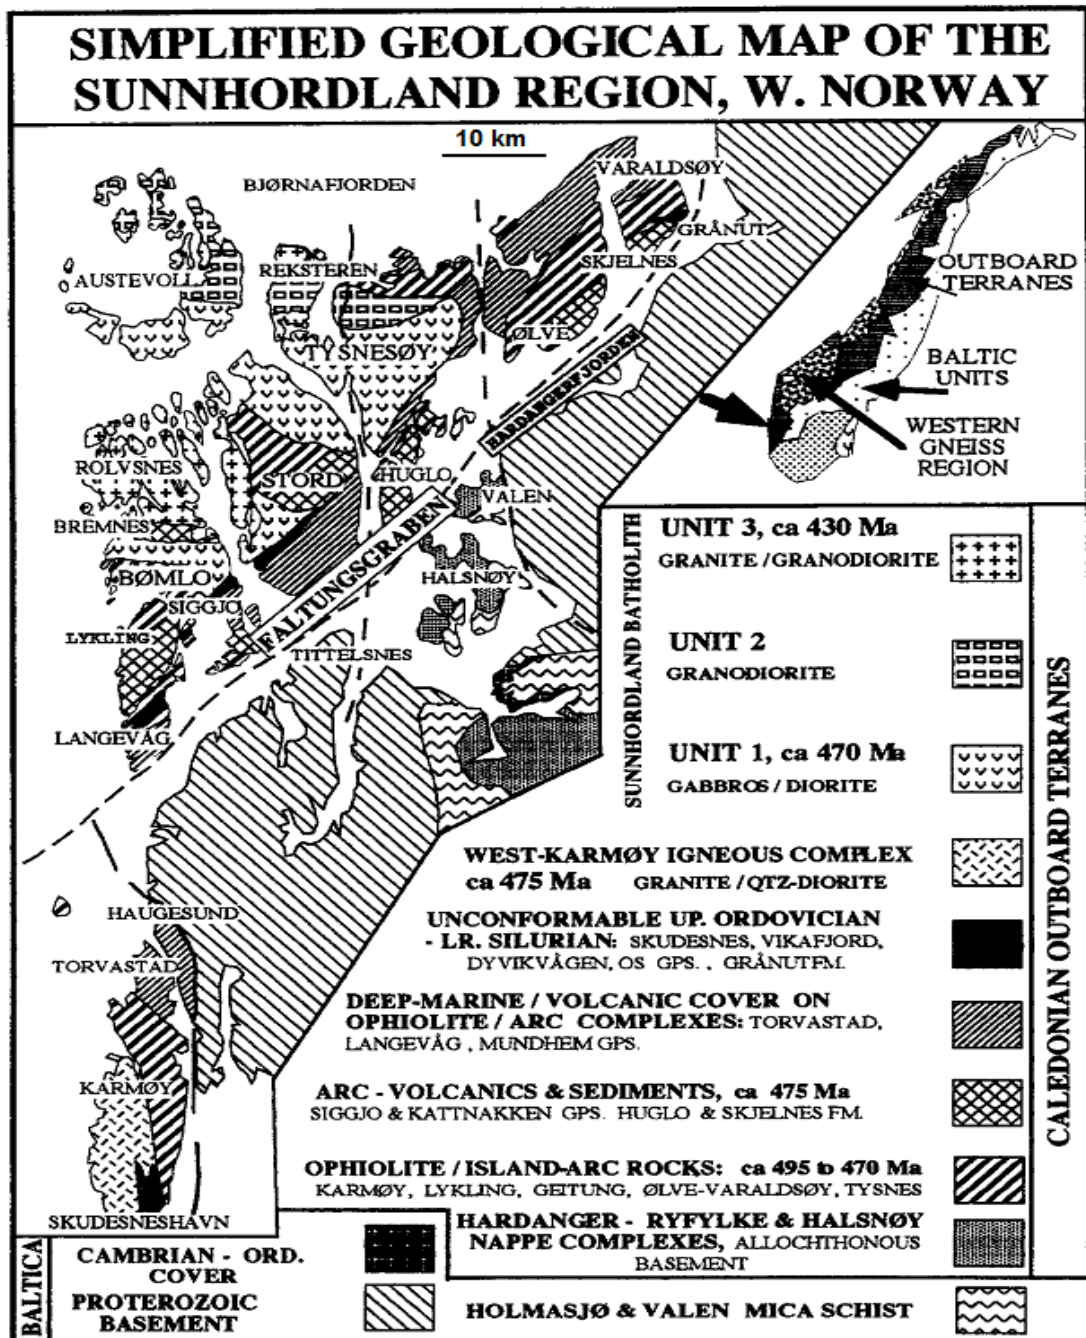 SIMPLIFIED GEOLOGICAL MAP OF THE
SUNNHORDLAND REGION, W. NORWAY
10 km
VARALDSØY
BJØRNAFJORDEN
GRÅNUT
REKSTEREN
SKJELNES
AUSTEVOLL
OUTBOARD
TERRANES
ØLVE
TYSNESØY
HARDANGERFJORDEN
BALTIC
UNITS
WESTERN
GNEISS
REGION
ROLVSNES
STORD
HUGLO
VALEN
BREMNES
FALTUNGSGRABEN
BØMLO
HALSNØY
SIGGJO
LYKLING
TITTELSNES
LANGEVÅG
HAUGESUND
TORVASTAD
KARMØY
SKUDESNESHAVN
SUNNHORDLAND BATHOLITH
UNIT 3, ca 430 Ma
GRANITE / GRANODIORITE
UNIT 2
GRANODIORITE
UNIT 1, ca 470 Ma
GABBROS / DIORITE
CALEDONIAN OUTBOARD TERRANES
WEST-KARMØY IGNEOUS COMPLEX
ca 475 Ma GRANITE / QTZ-DIORITE
UNCONFORMABLE UP. ORDOVICIAN
- LR. SILURIAN: SKUDESNES, VIKAFJORD,
DYVIKVÅGEN, OS GPS. , GRÅNUT FM.
DEEP-MARINE / VOLCANIC COVER ON
OPHIOLITE / ARC COMPLEXES: TORVASTAD,
LANGEVÅG , MUNDHEM GPS.
ARC - VOLCANICS & SEDIMENTS, ca 475 Ma
SIGGJO & KATTNAKKEN GPS. HUGLO & SKJELNES FM.
OPHIOLITE / ISLAND-ARC ROCKS: ca 495 to 470 Ma
KARMØY, LYKLING, GEITUNG, ØLVE-VARALDSØY, TYSNES
HARDANGER - RYFYLKE & HALSNØY
NAPPE COMPLEXES, ALLOCHTHONOUS
BASEMENT
BALTICA
CAMBRIAN - ORD.
COVER
PROTEROZOIC
BASEMENT
HOLMASJØ & VALEN MICA SCHIST